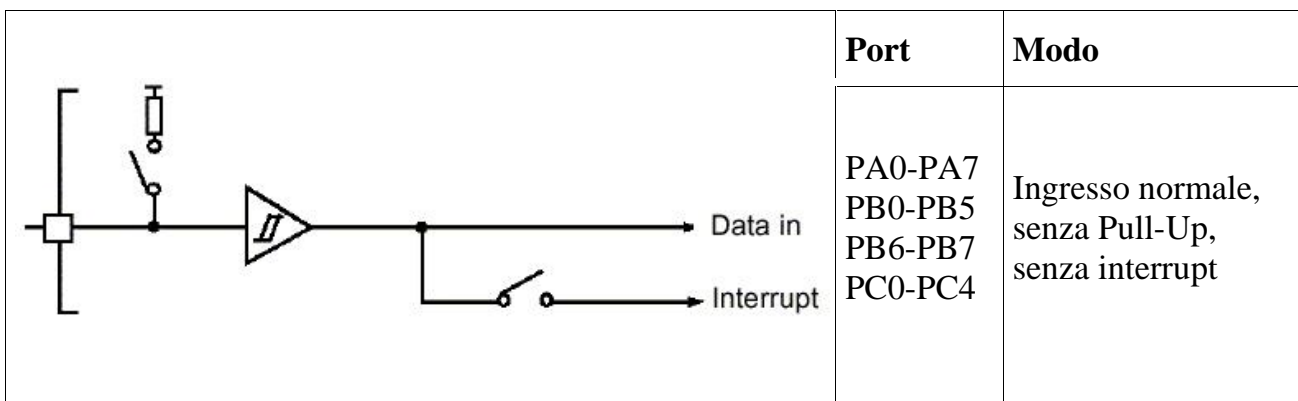 Port
Modo
Data in
Interrupt
PA0-PA7
PB0-PB5
PB6-PB7
PC0-PC4
Ingresso normale,
senza Pull-Up,
senza interrupt